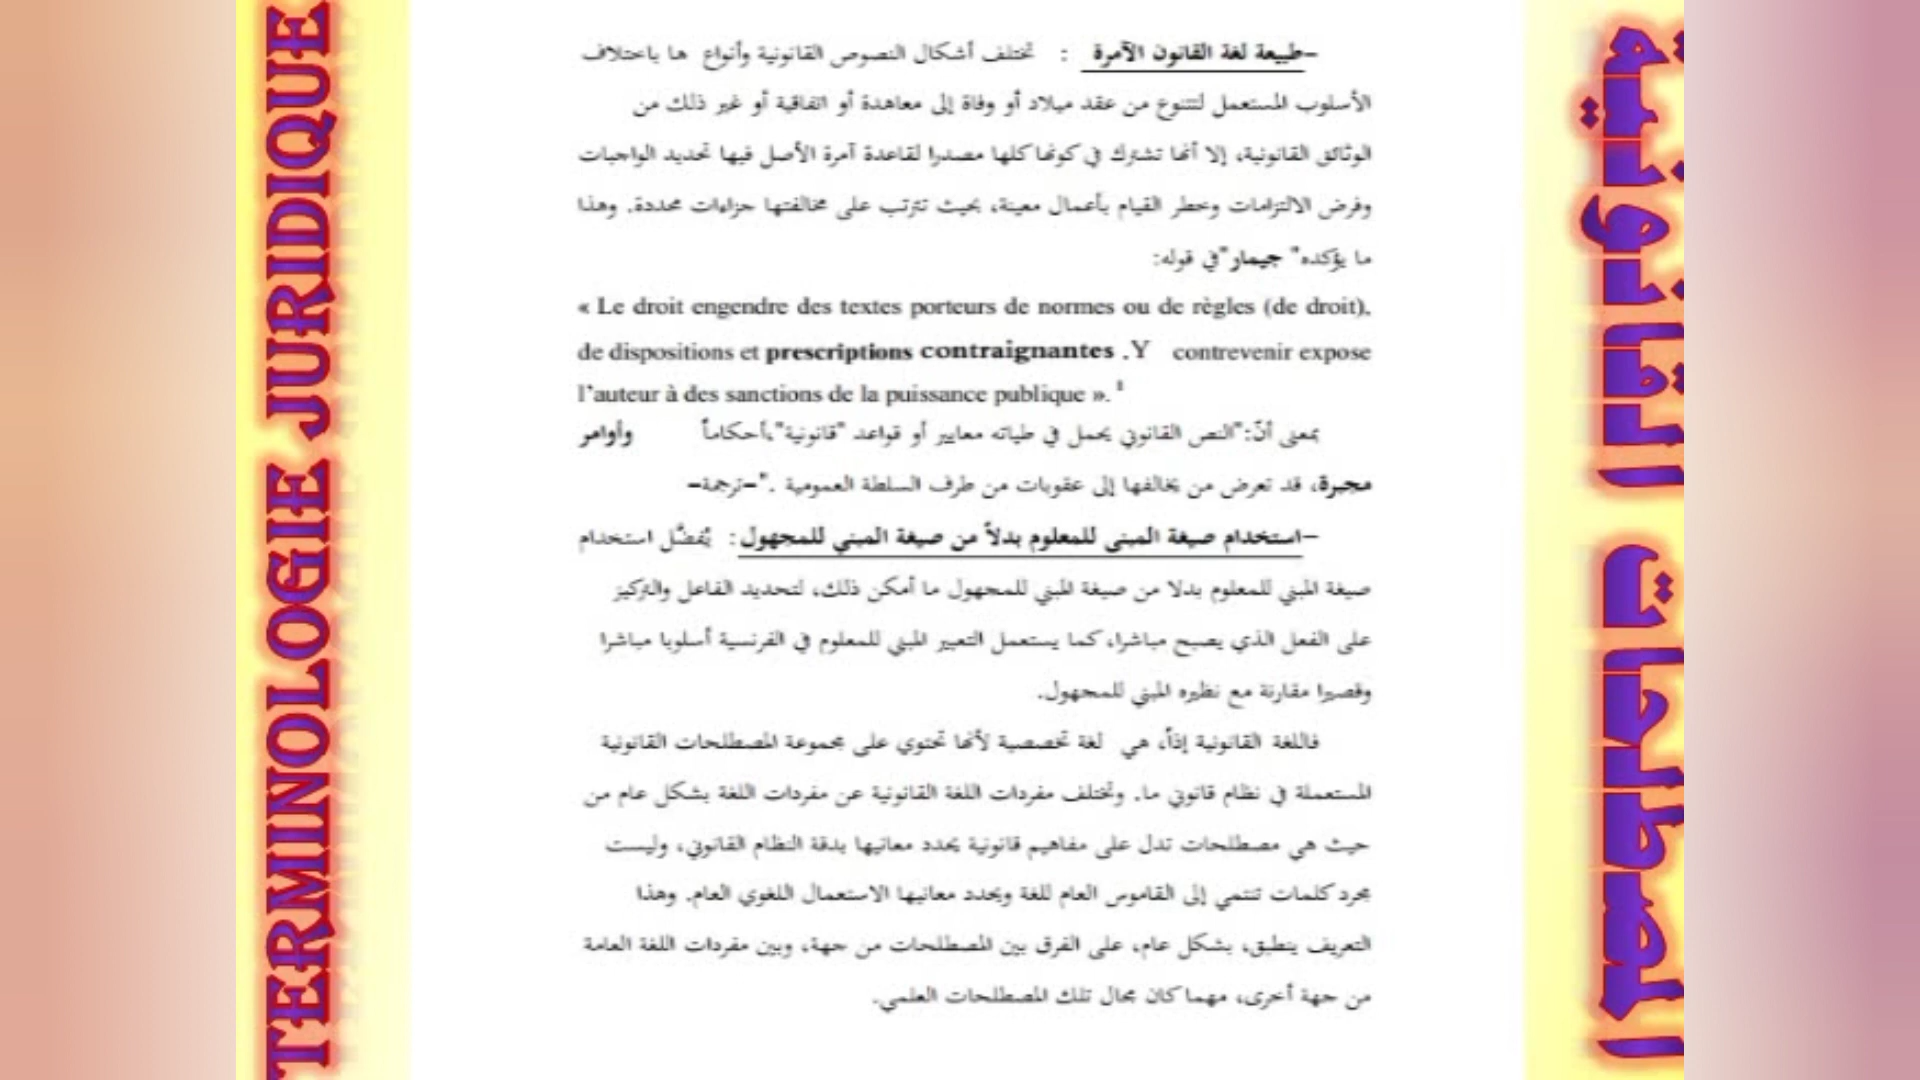 TERMINOLOGIE JURIDIQUE
المصطلحات القانونية
–طبيعة لغة القانون الآمرة : تختلف أشكال النصوص القانونية وأنواع ها باختلاف
الأسلوب المستعمل لتتنوع من عقد ميلاد أو وفاة إلى معاهدة أو اتفاقية أو غير ذلك من
الوثائق القانونية، إلا أنها تشترك في كونها كلها مصدرا لقاعدة آمرة الأصل فيها تحديد الواجبات
وفرض الالتزامات وحظر القيام بأعمال معينة، بحيث تترتب على مخالفتها جزاءات محددة. وهذا
ما يؤكده" جيمار"في قوله:
« Le droit engendre des textes porteurs de normes ou de règles (de droit),
de dispositions et prescriptions contraignantes .Y contrevenir expose
l'auteur à des sanctions de la puissance publique ». 1
بمعنى أنّ:"النص القانوني يحمل في طياته معايير أو قواعد "قانونية"،أحكاماً وأوامر
مجبرة، قد تعرض من يخالفها إلى عقوبات من طرف السلطة العمومية ."–ترجمة–
–استخدام صيغة المبني للمعلوم بدلاً من صيغة المبني للمجهول: يُفضَّل استخدام
صيغة المبني للمعلوم بدلا من صيغة المبني للمجهول ما أمكن ذلك، لتحديد الفاعل والتركيز
على الفعل الذي يصبح مباشرا، كما يستعمل التعبير المبني للمعلوم في الفرنسية أسلوبا مباشرا
وقصيرا مقارنة مع نظيره المبني للمجهول.
فاللغة القانونية إذاً، هي لغة تخصصية لأنها تحتوي على مجموعة المصطلحات القانونية
المستعملة في نظام قانوني ما. وتختلف مفردات اللغة القانونية عن مفردات اللغة بشكل عام من
حيث هي مصطلحات تدل على مفاهيم قانونية يحدد معانيها بدقة النظام القانوني، وليست
مجرد كلمات تنتمي إلى القاموس العام للغة ويحدد معانيها الاستعمال اللغوي العام. وهذا
التعريف ينطبق، بشكل عام، على الفرق بين المصطلحات من جهة، وبين مفردات اللغة العامة
من جهة أخرى، مهما كان مجال تلك المصطلحات العلمي.